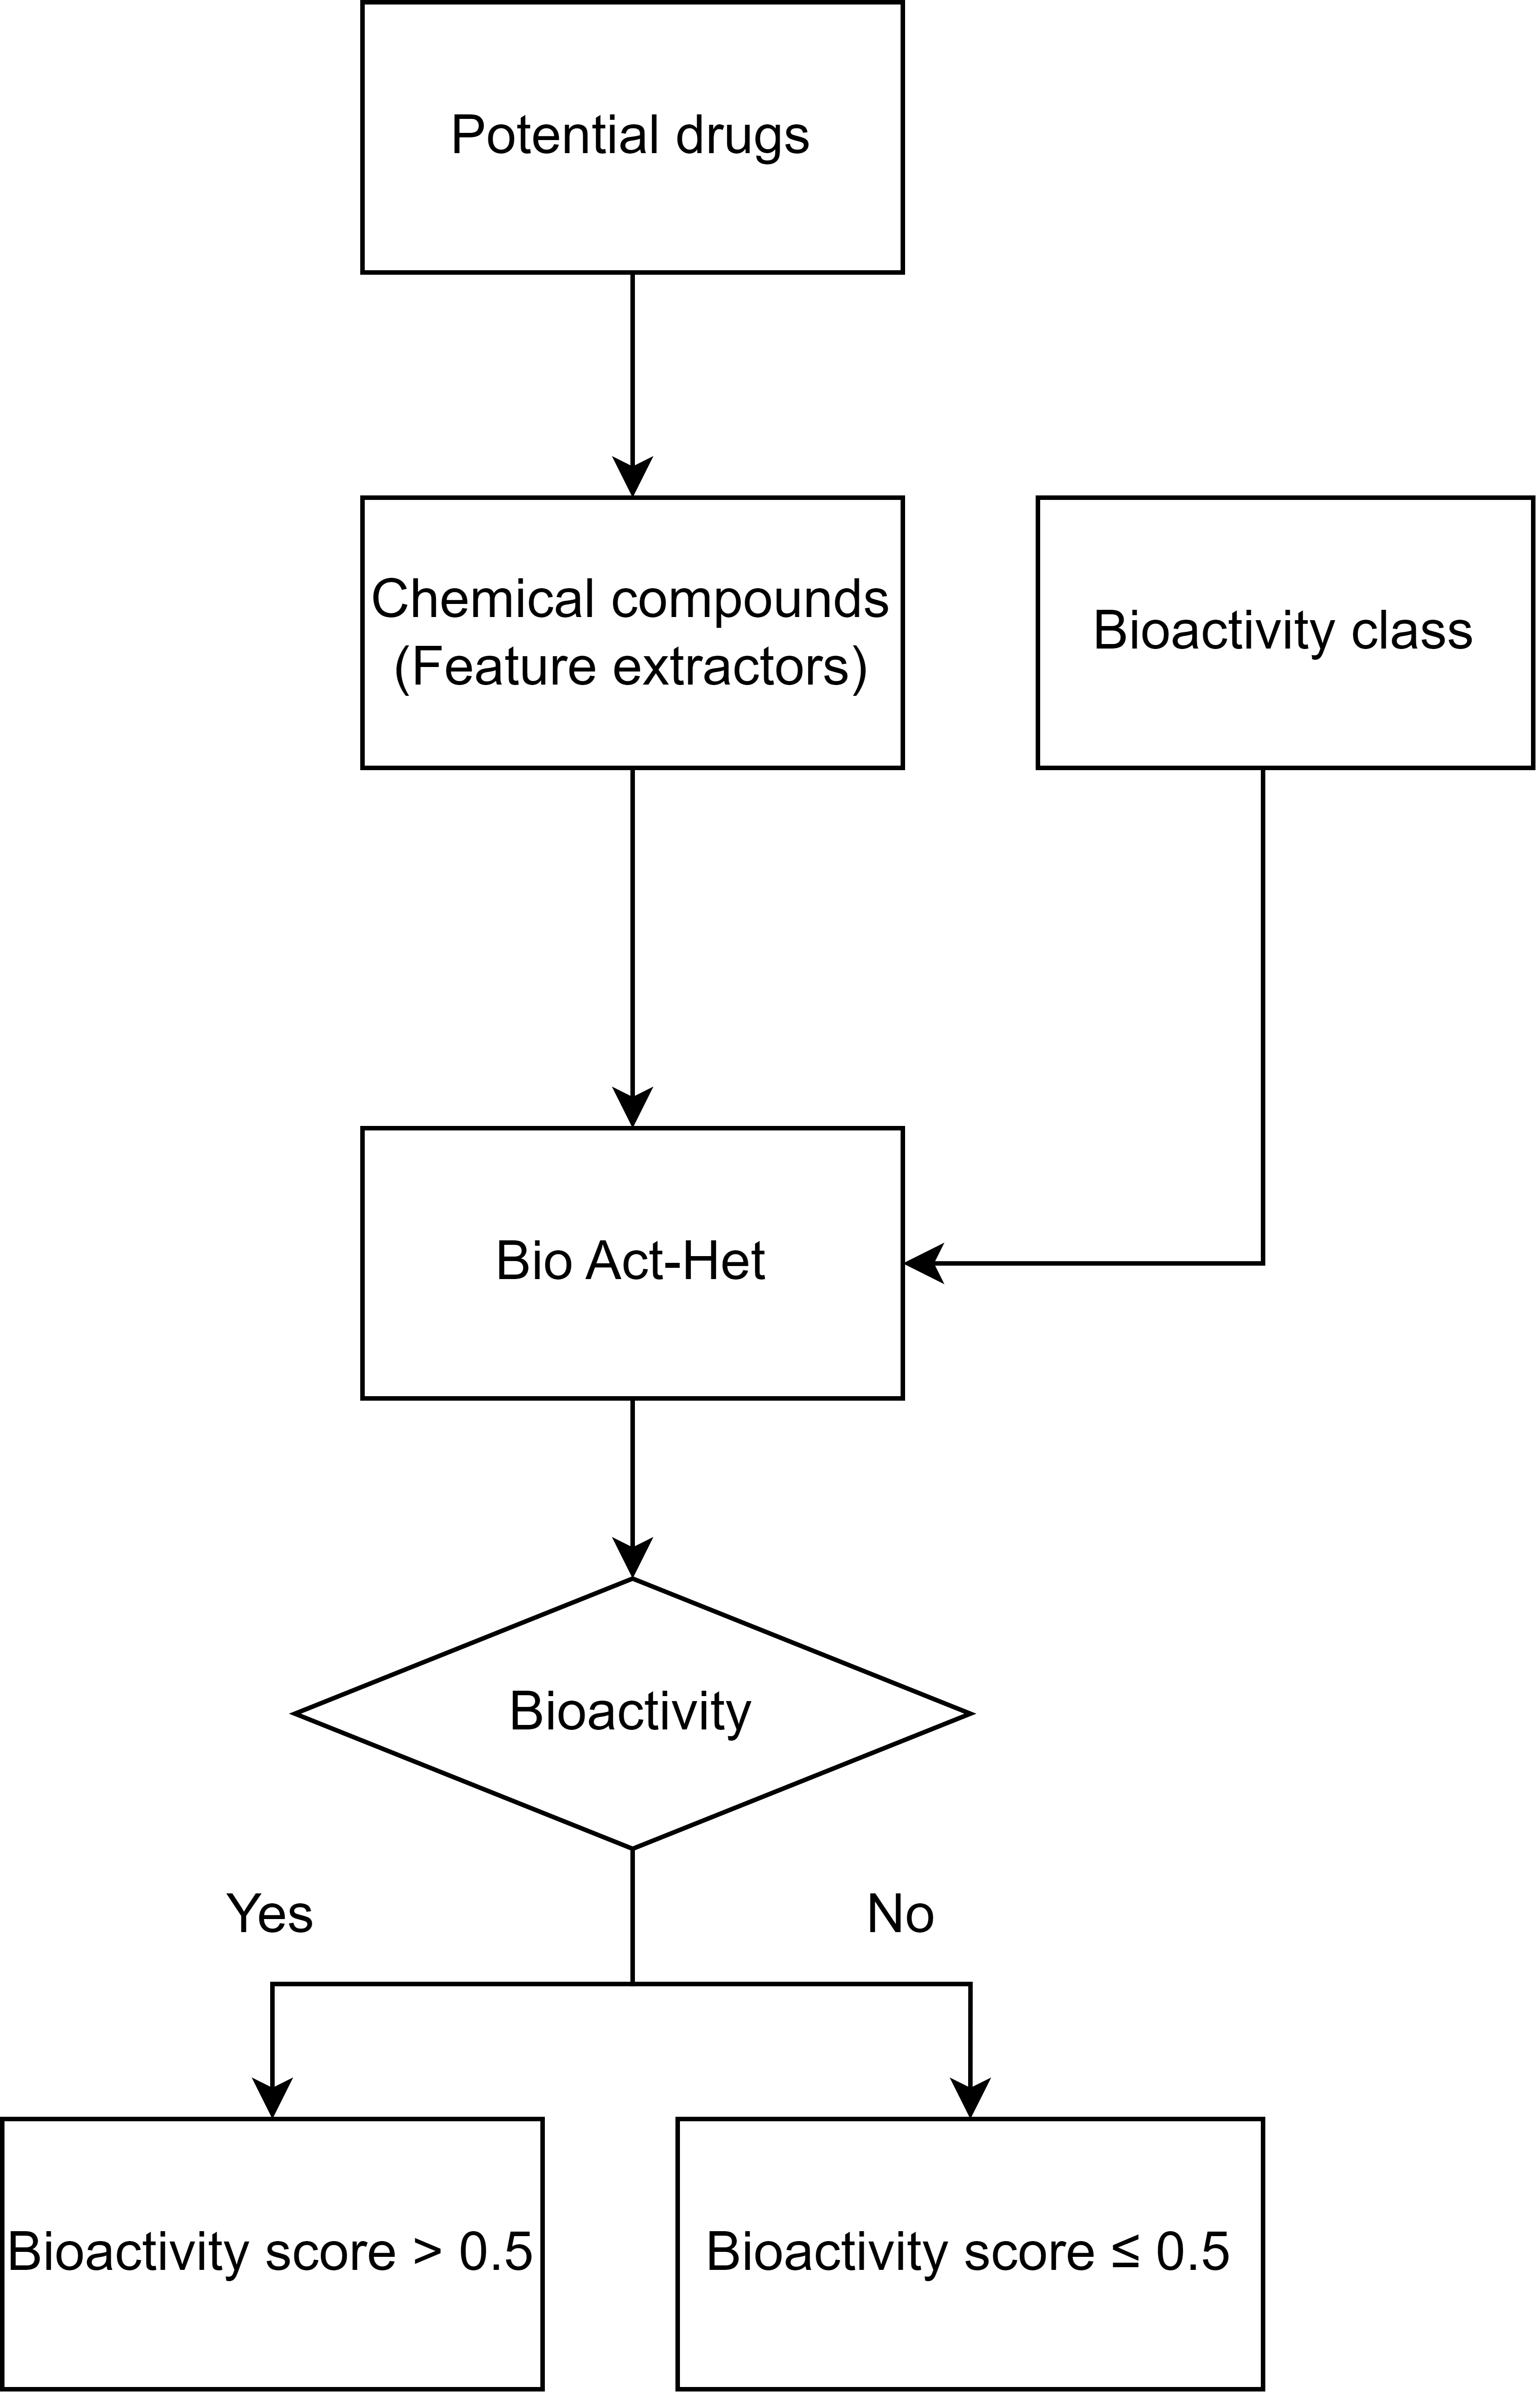 Potential drugs
Chemical compounds
(Feature extractors)
Bioactivity class
Bio Act-Het
Bioactivity
Yes
No
Bioactivity score > 0.5
Bioactivity score ≤ 0.5